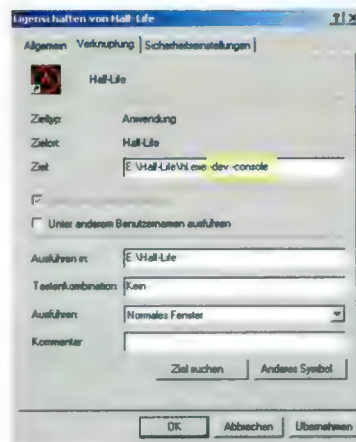 Eigenschaften von Half-Life
Allgemein Verknüpfung Sicherheitseinstellungen
Half-Life
Zieltyp: Anwendung
Zielort: Half-Life
Ziel: E:\Half-Life\hl.exe -dev -console
Unter anderem Benutzernamen ausführen
Ausführen in: E:\Half-Life
Tastenkombination: Kein
Ausführen: Normales Fenster
Kommentar
Ziel suchen Anderes Symbol
OK Abbrechen Übernehmen